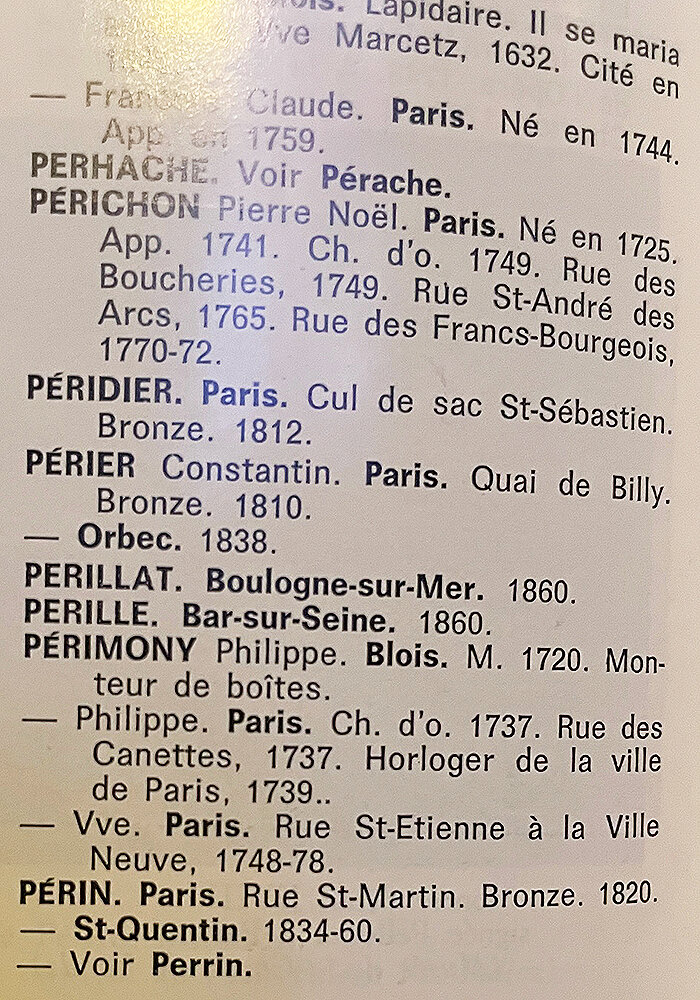 Lapidaire. Il se maria
Vve Marcetz, 1632. Cité en
— François Claude. Paris. Né en 1744.
App. en 1759.
PERHACHE. Voir Pérache.
PÉRICHON Pierre Noël. Paris. Né en 1725.
App. 1741. Ch. d'o. 1749. Rue des
Boucheries, 1749. Rue St-André des
Arcs, 1765. Rue des Francs-Bourgeois,
1770-72.
PÉRIDIER. Paris. Cul de sac St-Sébastien.
Bronze. 1812.
PÉRIER Constantin. Paris. Quai de Billy.
Bronze. 1810.
— Orbec. 1838.
PERILLAT. Boulogne-sur-Mer. 1860.
PERILLE. Bar-sur-Seine. 1860.
PÉRIMONY Philippe. Blois. M. 1720. Mon-
teur de boîtes.
— Philippe. Paris. Ch. d'o. 1737. Rue des
Canettes, 1737. Horloger de la ville
de Paris, 1739..
— Vve. Paris. Rue St-Etienne à la Ville
Neuve, 1748-78.
PÉRIN. Paris. Rue St-Martin. Bronze. 1820.
— St-Quentin. 1834-60.
— Voir Perrin.